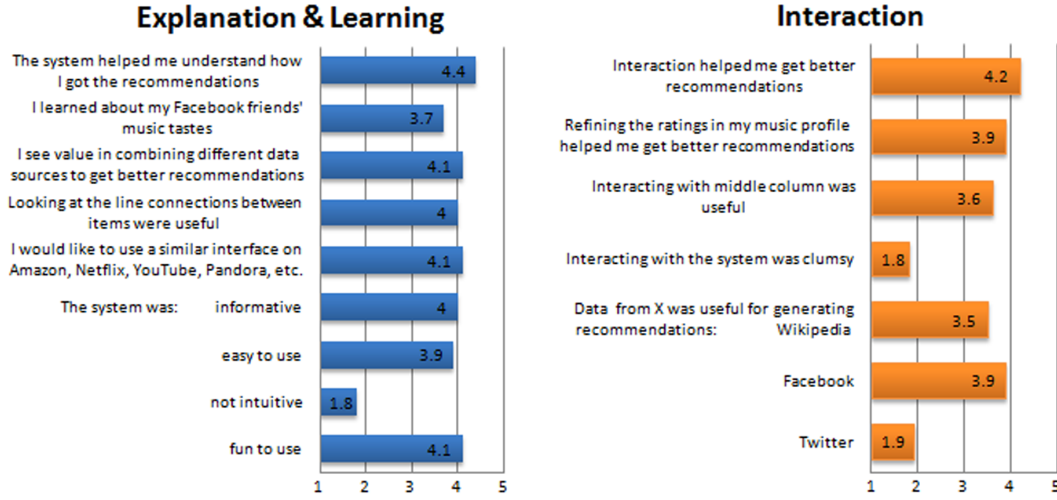 Explanation & Learning
The system helped me understand how
I got the recommendations
4.4
I learned about my Facebook friends'
music tastes
3.7
I see value in combining different data
sources to get better recommendations
4.1
Looking at the line connections between
items were useful
4
I would like to use a similar interface on
Amazon, Netflix, YouTube, Pandora, etc.
4.1
The system was: informative
4
easy to use
3.9
not intuitive
1.8
fun to use
4.1
1 2 3 4 5
Interaction
Interaction helped me get better
recommendations
4.2
Refining the ratings in my music profile
helped me get better recommendations
3.9
Interacting with middle column was
useful
3.6
Interacting with the system was clumsy
1.8
Data from X was useful for generating
recommendations: Wikipedia
3.5
Facebook
3.9
Twitter
1.9
1 2 3 4 5